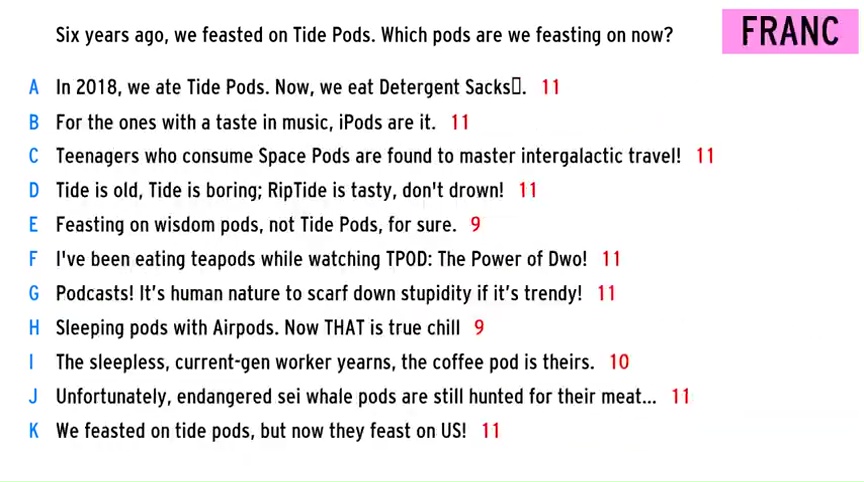 Six years ago, we feasted on Tide Pods. Which pods are we feasting on now?
FRANC
A In 2018, we ate Tide Pods. Now, we eat Detergent Sacks▯. 11
B For the ones with a taste in music, iPods are it. 11
C Teenagers who consume Space Pods are found to master intergalactic travel! 11
D Tide is old, Tide is boring; RipTide is tasty, don't drown! 11
E Feasting on wisdom pods, not Tide Pods, for sure. 9
F I've been eating teapods while watching TPOD: The Power of Dwo! 11
G Podcasts! It’s human nature to scarf down stupidity if it’s trendy! 11
H Sleeping pods with Airpods. Now THAT is true chill 9
I The sleepless, current-gen worker yearns, the coffee pod is theirs. 10
J Unfortunately, endangered sei whale pods are still hunted for their meat... 11
K We feasted on tide pods, but now they feast on US! 11